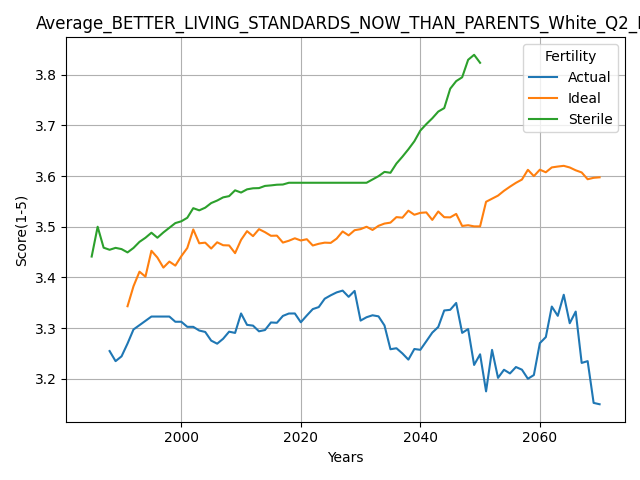 Average_BETTER_LIVING_STANDARDS_NOW_THAN_PARENTS_White_Q2_
Fertility
Actual
Ideal
Sterile
3.8
3.7
3.6
3.5
3.4
3.3
3.2
Score(1-5)
2000
2020
2040
2060
Years